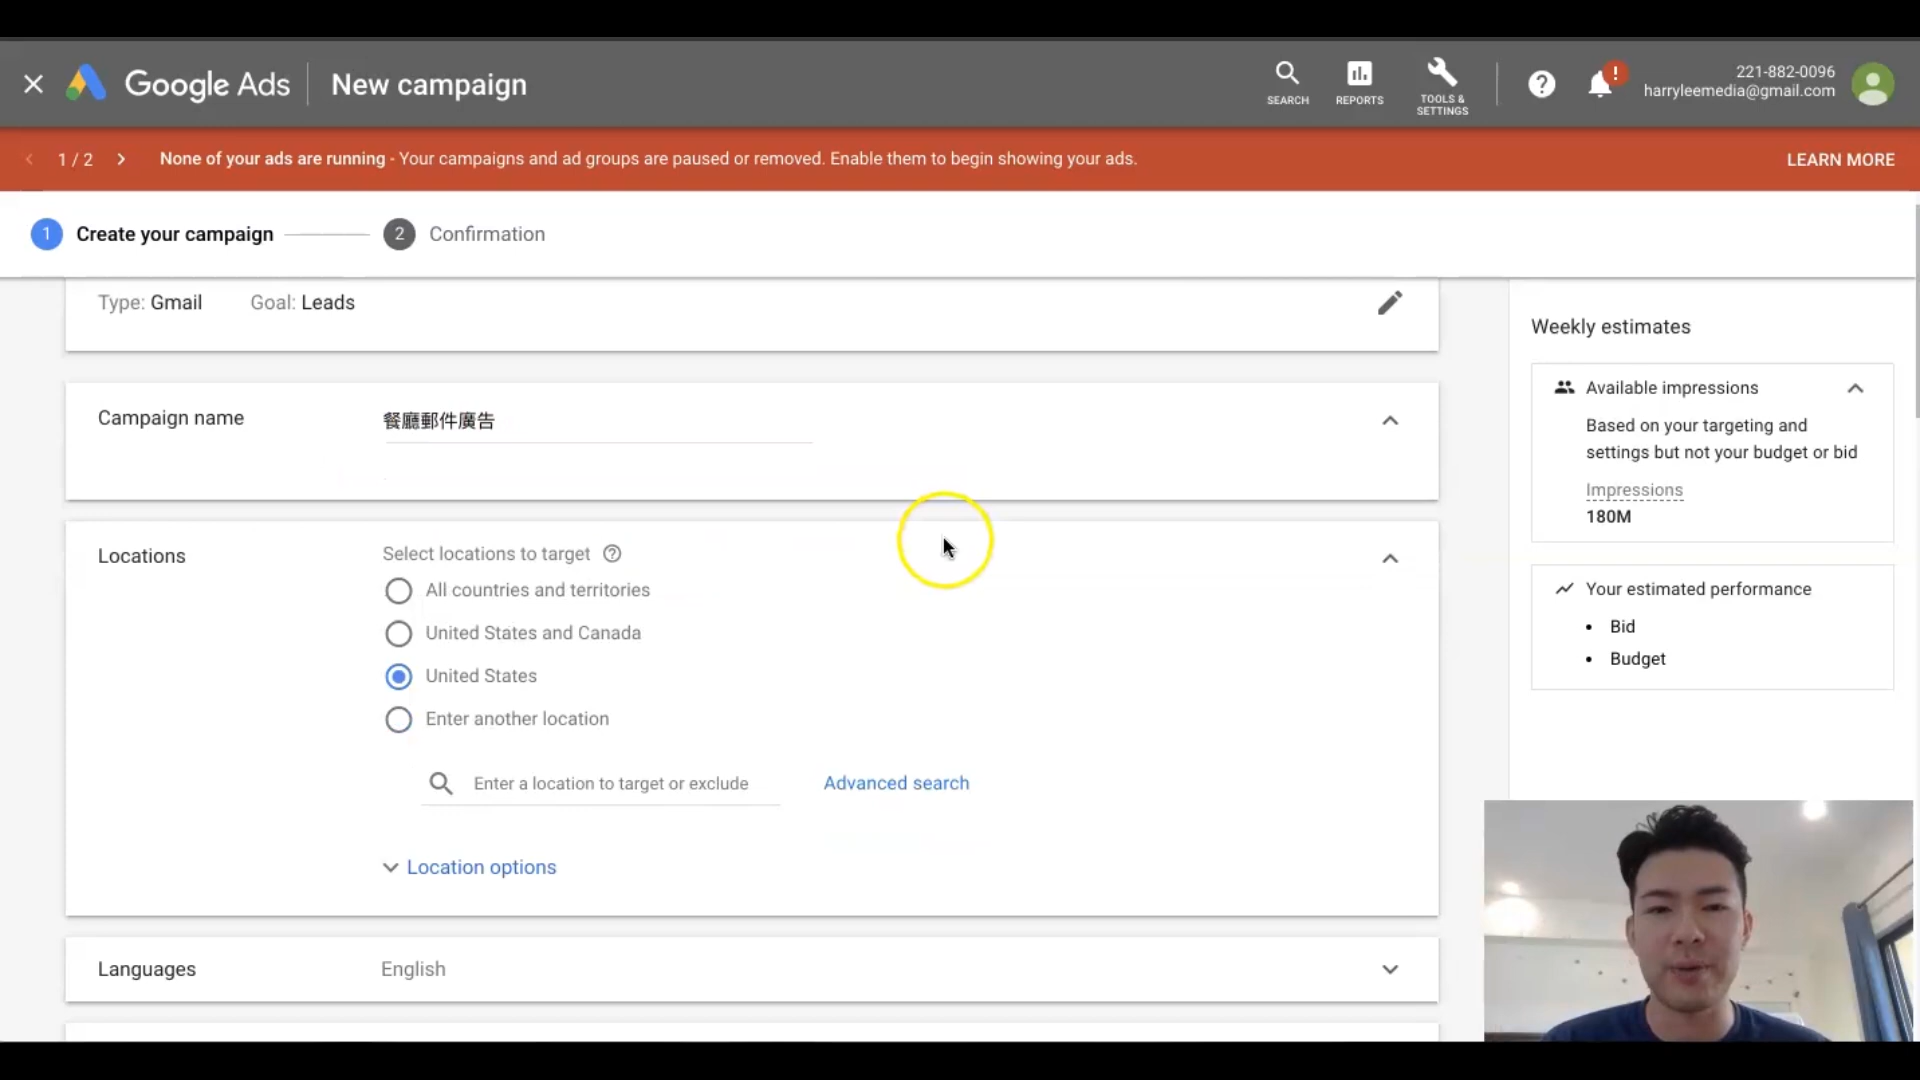 Google Ads
New campaign
SEARCH
REPORTS
TOOLS &
SETTINGS
221-882-0096
harryleemedia@gmail.com
1 / 2
None of your ads are running - Your campaigns and ad groups are paused or removed. Enable them to begin showing your ads.
LEARN MORE
1 Create your campaign
2 Confirmation
Type: Gmail Goal: Leads
Campaign name
餐廳郵件廣告
Locations
Select locations to target
All countries and territories
United States and Canada
United States
Enter another location
Enter a location to target or exclude
Advanced search
Location options
Languages
English
Weekly estimates
Available impressions
Based on your targeting and
settings but not your budget or bid
Impressions
180M
Your estimated performance
• Bid
• Budget